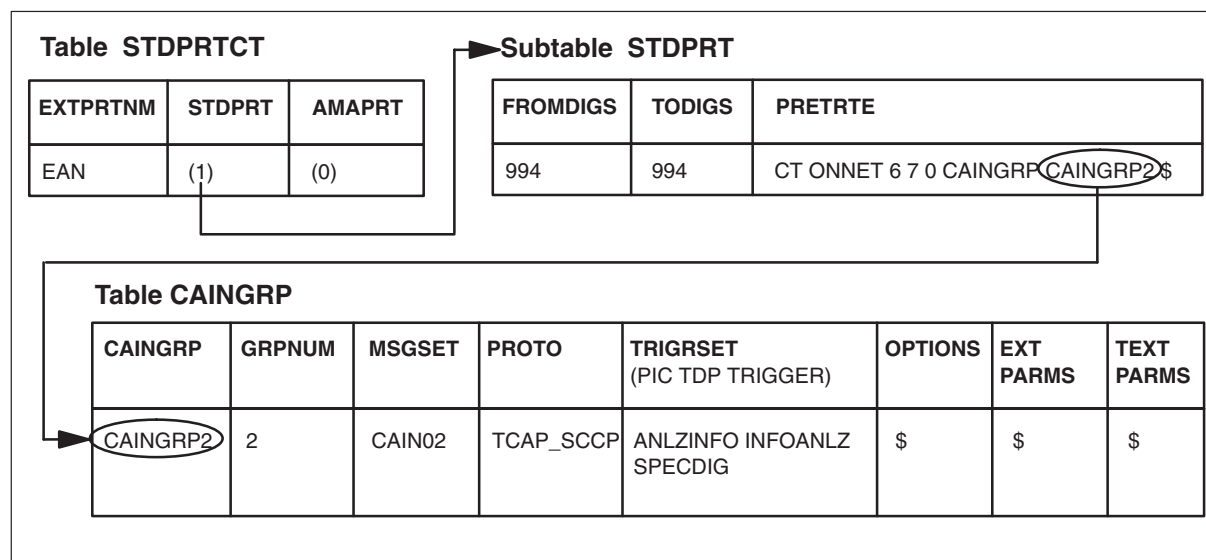 Table STDPRTCT
EXTPRTNM STDPRT AMAPRT
EAN (1) (0)
Subtable STDPRT
FROMDIGS TODIGS PRETRTE
994 994 CT ONNET 6 7 0 CAINGRP CAINGRP2 $
Table CAINGRP
CAINGRP GRPNUM MSGSET PROTO TRIGRSET OPTIONS EXT TEXT
(PIC TDP TRIGGER) PARMS PARMS
CAINGRP2 2 CAIN02 TCAP_SCCP ANLZINFO INFOANLZ $ $ $
SPECDIG